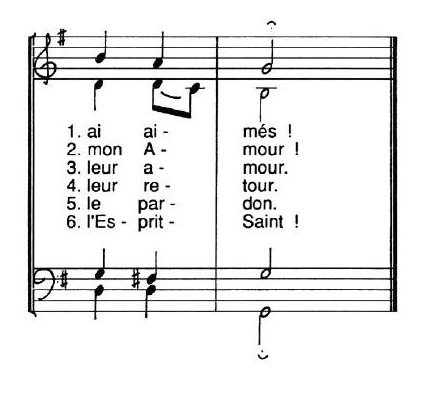 1. ai ai - més !
2. mon A - mour !
3. leur a - mour.
4. leur re - tour.
5. le par - don.
6. l'Es - prit - Saint !